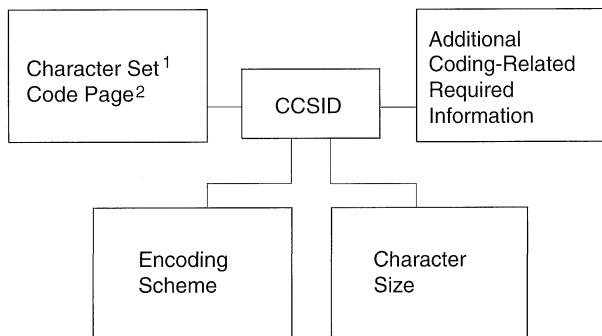 Character Set¹
Code Page²
CCSID
Additional
Coding-Related
Required
Information
Encoding
Scheme
Character
Size